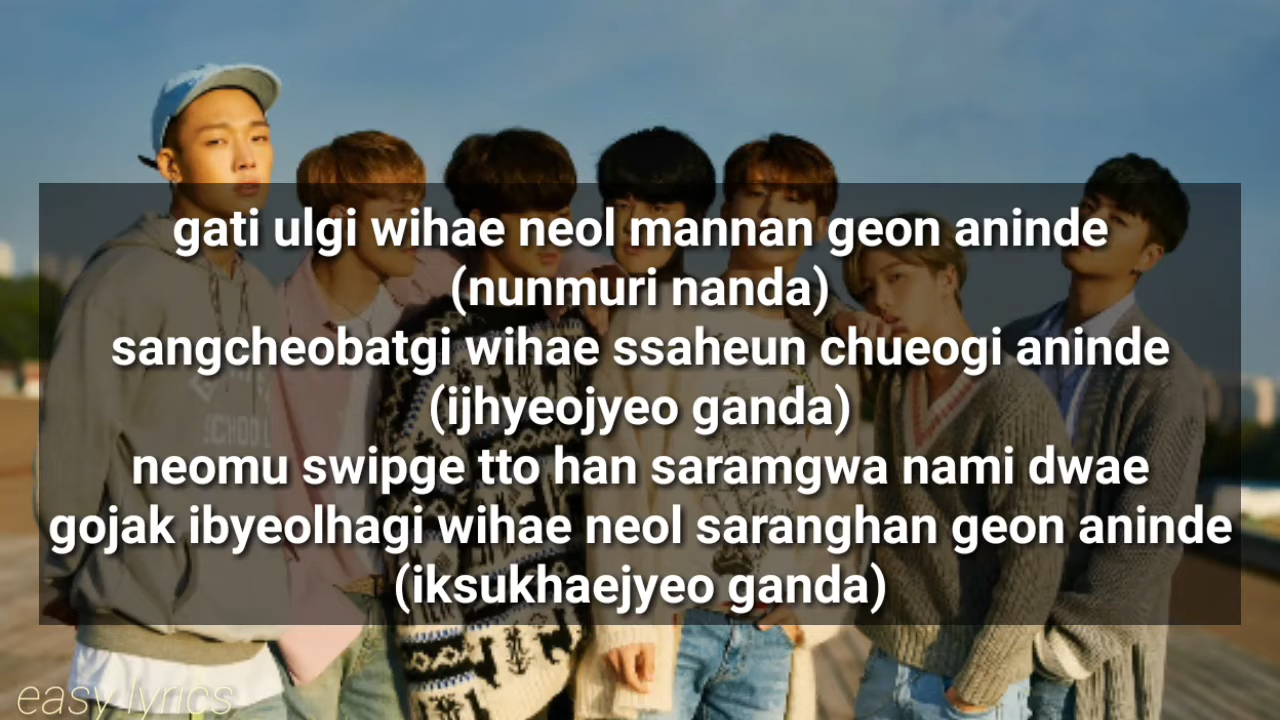 gati ulgi wihae neol mannan geon aninde
(nunmuri nanda)
sangcheobatgi wihae ssaheun chueogi aninde
(ijhyeojyeo ganda)
neomu swipge tto han saramgwa nami dwae
gojak ibyeolhagi wihae neol saranghan geon aninde
(iksukhaejyeo ganda)
SCHOOL
easy lyrics